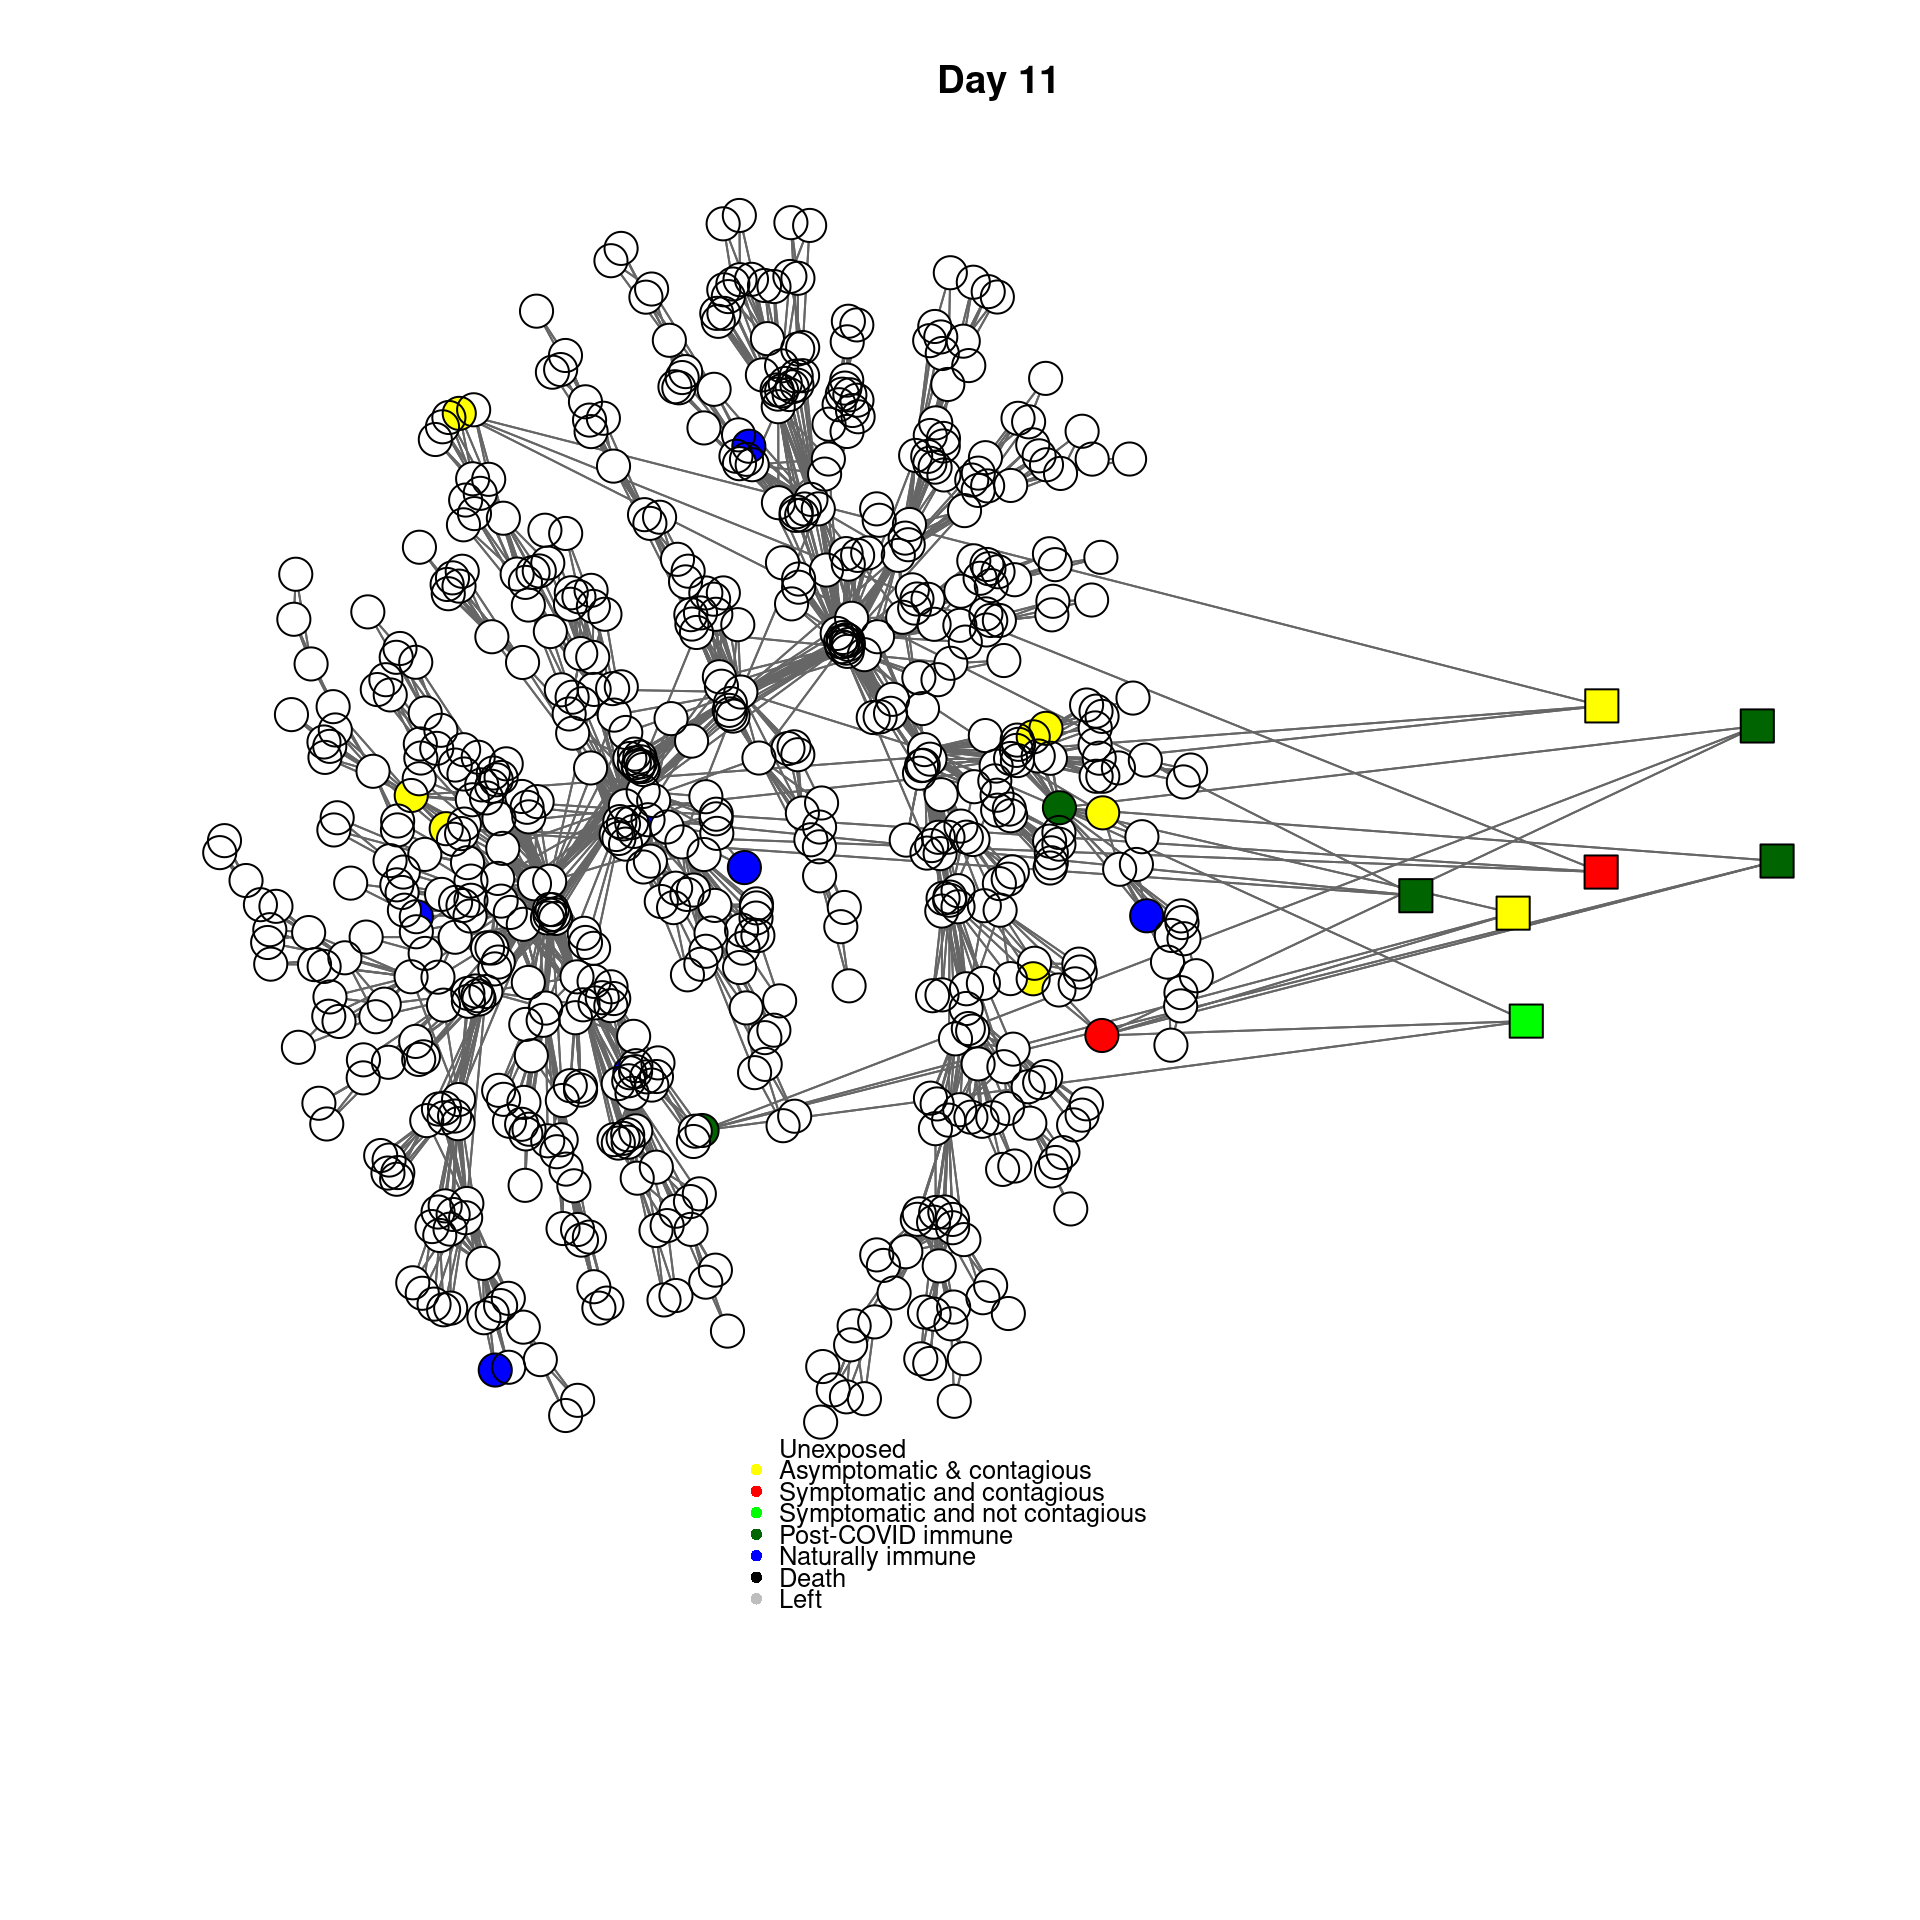 Day 11
Unexposed
Asymptomatic & contagious
Symptomatic and contagious
Symptomatic and not contagious
Post-COVID immune
Naturally immune
Death
Left